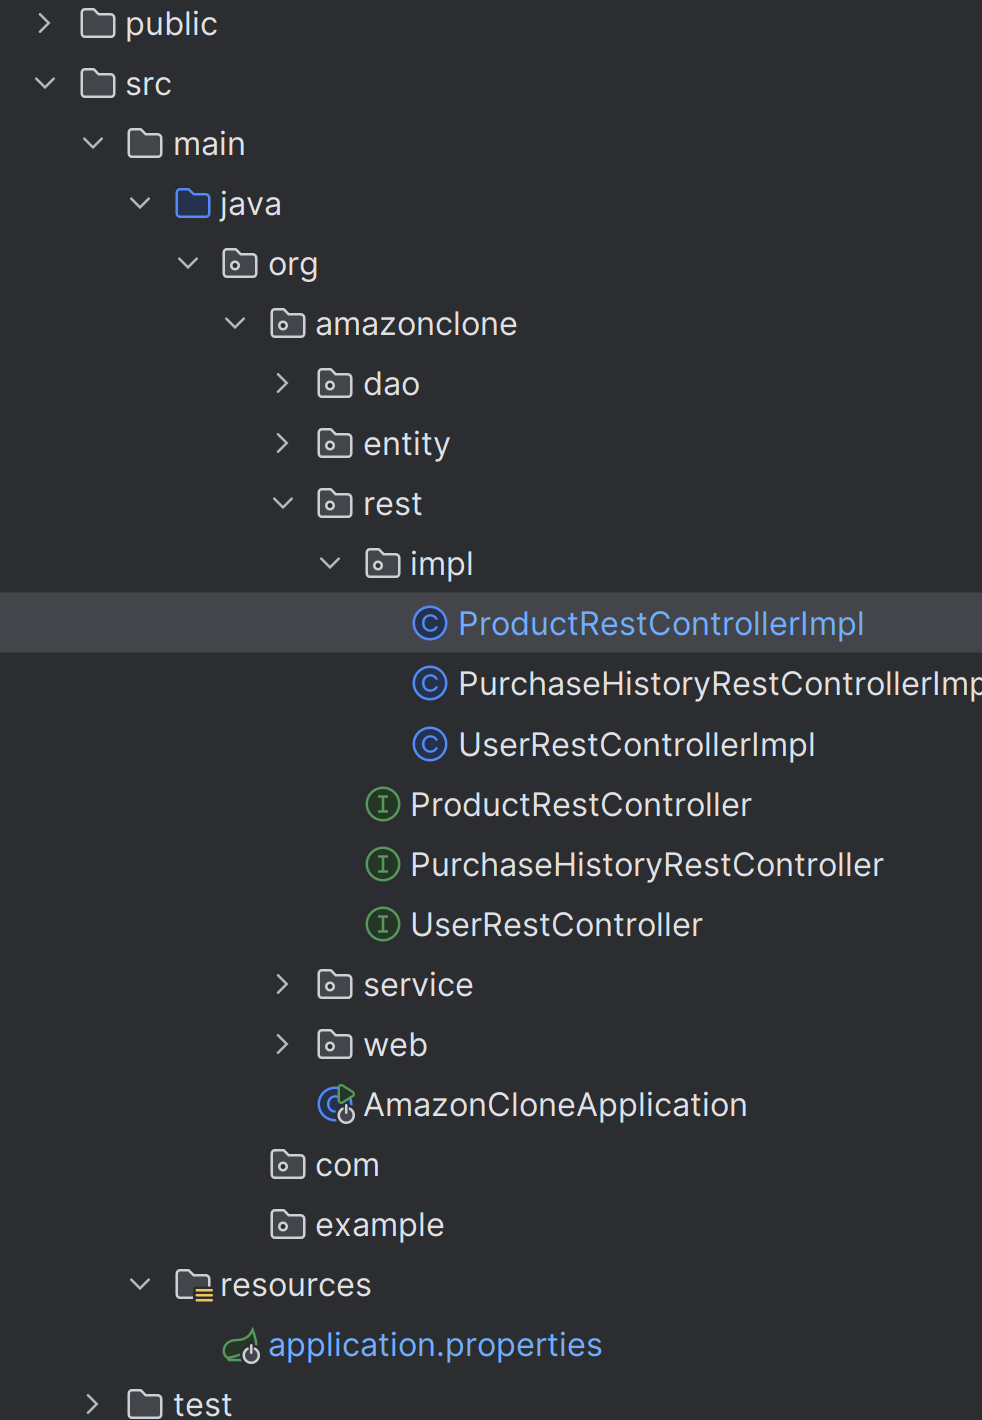 public
src
main
java
org
amazonclone
dao
entity
rest
impl
ProductRestControllerImpl
PurchaseHistoryRestControllerImp
UserRestControllerImpl
ProductRestController
PurchaseHistoryRestController
UserRestController
service
web
AmazonCloneApplication
com
example
resources
application.properties
test